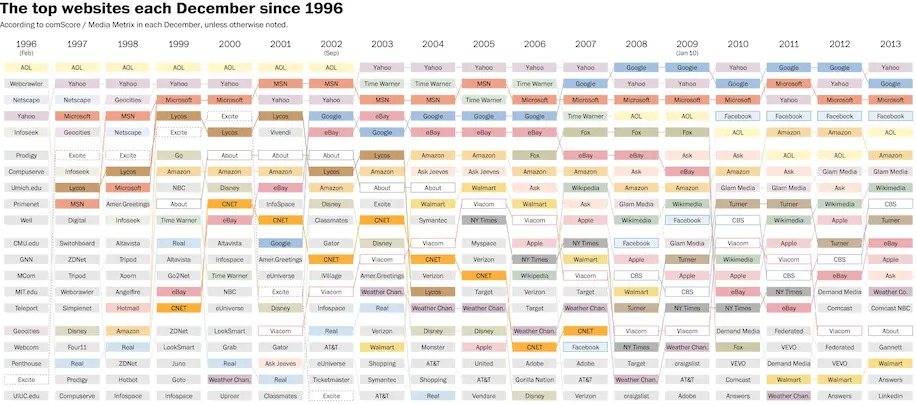 The top websites each December since 1996
According to comScore / Media Metrix in each December, unless otherwise noted.
1996 1997 1998 1999 2000 2001 2002 2003 2004 2005 2006 2007 2008 2009 2010 2011 2012 2013
(Feb) (Sep) (Jan 10)
AOL AOL AOL AOL AOL AOL AOL Yahoo Yahoo Yahoo Yahoo Yahoo Google Google Yahoo Google Google Yahoo
Webcrawler Yahoo Yahoo Yahoo Yahoo MSN MSN Time Warner Time Warner MSN Time Warner Google Yahoo Yahoo Google Microsoft Yahoo Google
Netscape Netscape Geocities Microsoft Microsoft Yahoo Yahoo MSN MSN Time Warner Microsoft Microsoft Microsoft Microsoft Microsoft Yahoo Microsoft Microsoft
Yahoo Microsoft MSN Lycos Excite Lycos Google eBay Google Google Google Time Warner AOL AOL Facebook Facebook Facebook Facebook
Infoseek Geocities Netscape Excite Lycos Vivendi eBay Google eBay eBay eBay Fox Fox Fox AOL Amazon Amazon AOL
Prodigy Excite Excite Go About About About Lycos Amazon Amazon Fox eBay eBay Ask Ask AOL AOL Amazon
Compuserve Infoseek Lycos Amazon Amazon Amazon Lycos Amazon Ask Jeeves Ask Jeeves Amazon Amazon Amazon eBay Amazon Ask Glam Media Glam Media
Umich.edu Lycos Microsoft NBC Disney eBay Amazon About About Walmart Ask Wikipedia Ask Amazon Glam Media Glam Media Ask Wikimedia
Primenet MSN Amer.Greetings Disney CNET InfoSpace Disney Excite Walmart Viacom Walmart Ask Glam Media Wikimedia Turner Turner Wikimedia CBS
Well Digital Infoseek Time Warner eBay CNET Classmates CNET Symantec NY Times Viacom Apple Wikimedia Facebook CBS Wikimedia Apple Turner
CMU.edu Switchboard Altavista Real Altavista Google Gator Disney Viacom Myspace Apple NY Times Facebook Glam Media Viacom Apple Turner eBay
GNN ZDNet Tripod Altavista Infospace Amer.Greetings CNET Apple CNET Verizon NY Times Walmart Apple Apple Wikimedia Viacom CBS Viacom
MCom Tripod Xoom Go2Net Time Warner eUniverse iVillage Amer.Greetings Verizon CNET Wikipedia Viacom Viacom Turner Apple CBS eBay Ask
MIT.edu Webcrawler Angelfire eBay NBC Excite Viacom Weather Chan. Lycos Target Verizon Walmart CBS eBay NY Times Demand Media Weather Co.
Teleport Simplenet Hotmail CNET eUniverse Disney Infospace Real Weather Chan. Weather Chan. Target Weather Chan. Turner NY Times NY Times eBay Comcast Comcast NBC
Geocities Disney Amazon ZDNet LookSmart Viacom Real Verizon Disney Disney Weather Chan. CNET Viacom Viacom Demand Media Federated Viacom About
Webcom Four11 Real LookSmart Grab Gator AT&T Walmart Monster Apple CNET Facebook NY Times Weather Chan. Fox Viacom Federated Gannett
Penthouse Real ZDNet Juno Real Ask Jeeves eUniverse Shopping AT&T United Adobe Adobe Target craigslist VEVO Demand Media VEVO Walmart
Excite Prodigy Hotbot Goto Weather Chan. Real Ticketmaster Symantec Shopping AT&T Gorilla Nation AT&T Weather Chan. Adobe AT&T Walmart Walmart Answers
UIUC.edu Compuserve Infospace Infospace Uproar Classmates Excite AT&T Real Vendare Disney Verizon craigslist Answers Comcast Weather Chan. Answers Linkedin